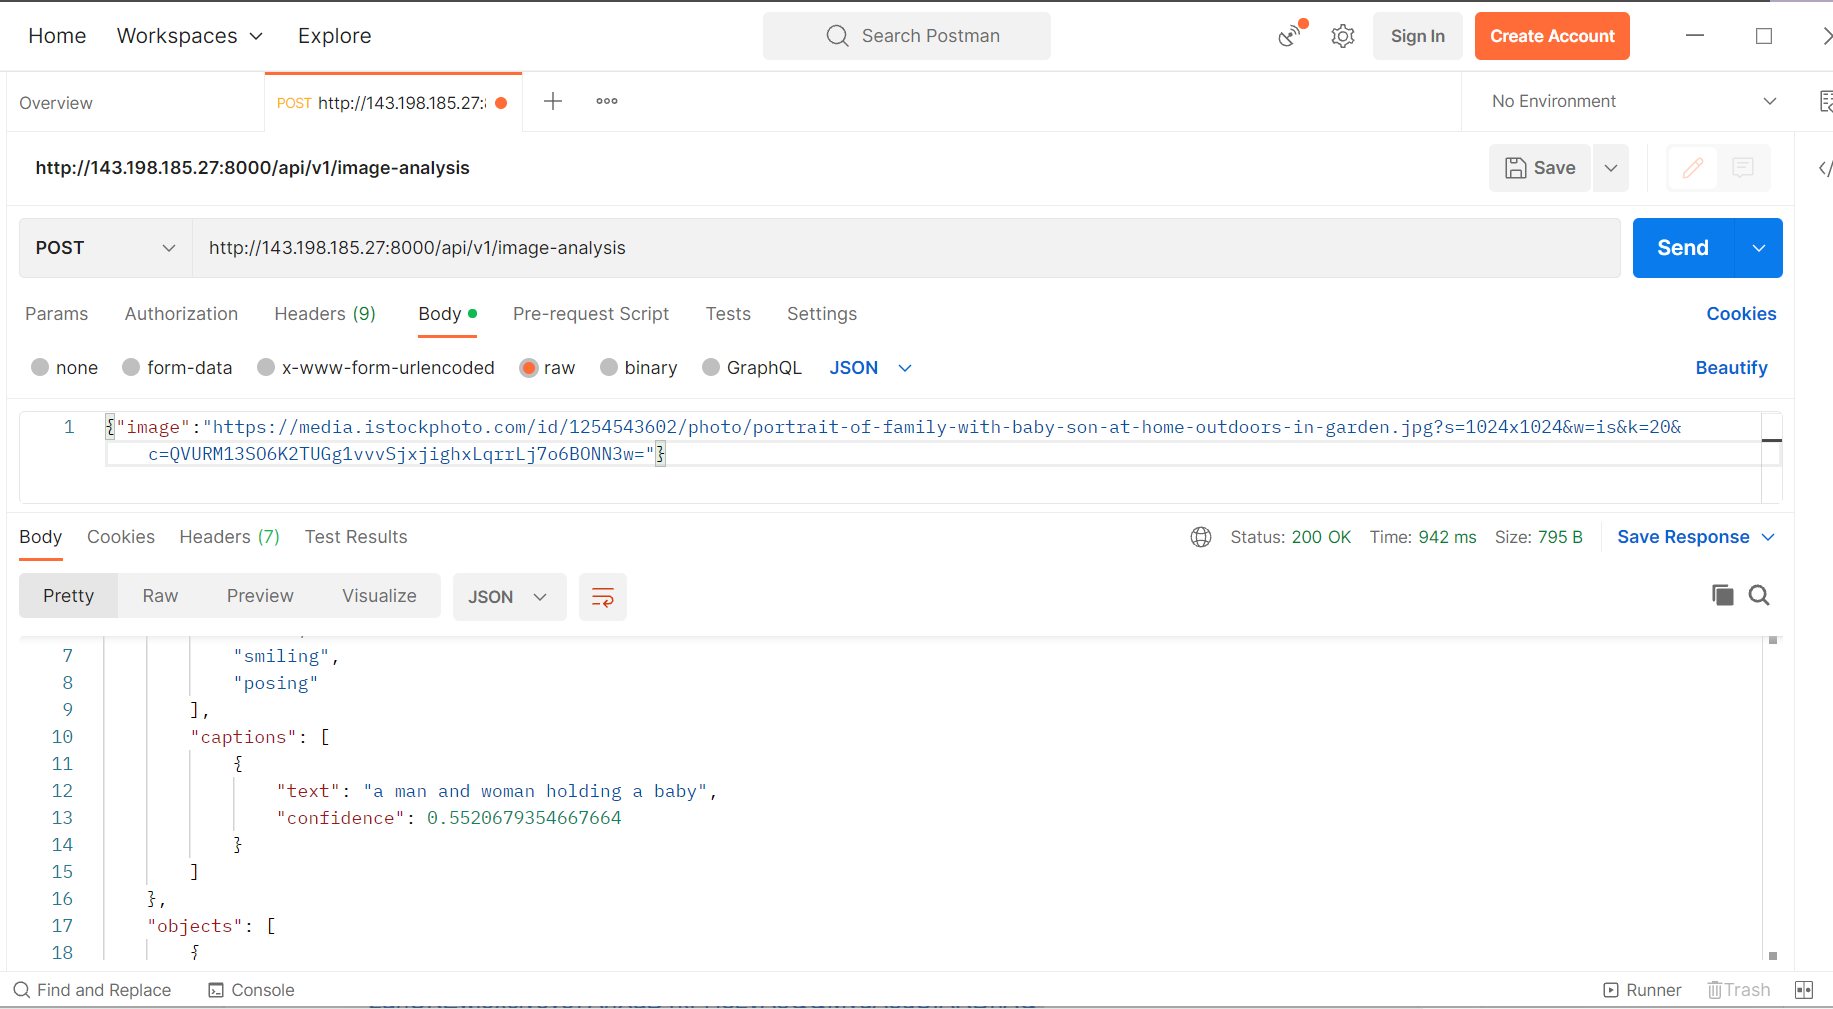 Home Workspaces Explore Search Postman Sign In Create Account
Overview POST http://143.198.185.27: No Environment
http://143.198.185.27:8000/api/v1/image-analysis Save
POST http://143.198.185.27:8000/api/v1/image-analysis Send
Params Authorization Headers (9) Body Pre-request Script Tests Settings Cookies
none form-data x-www-form-urlencoded raw binary GraphQL JSON Beautify
1 {"image":"https://media.istockphoto.com/id/1254543602/photo/portrait-of-family-with-baby-son-at-home-outdoors-in-garden.jpg?s=1024x1024&w=is&k=20&
c=QVURM13SO6K2TUGg1vvvSjxjighxLqrrLj7o6BONN3w="}
Body Cookies Headers (7) Test Results Status: 200 OK Time: 942 ms Size: 795 B Save Response
Pretty Raw Preview Visualize JSON
7 "smiling",
8 "posing"
9 ],
10 "captions": [
11 {
12 "text": "a man and woman holding a baby",
13 "confidence": 0.5520679354667664
14 }
15 ]
16 },
17 "objects": [
18 {
Find and Replace Console Runner Trash